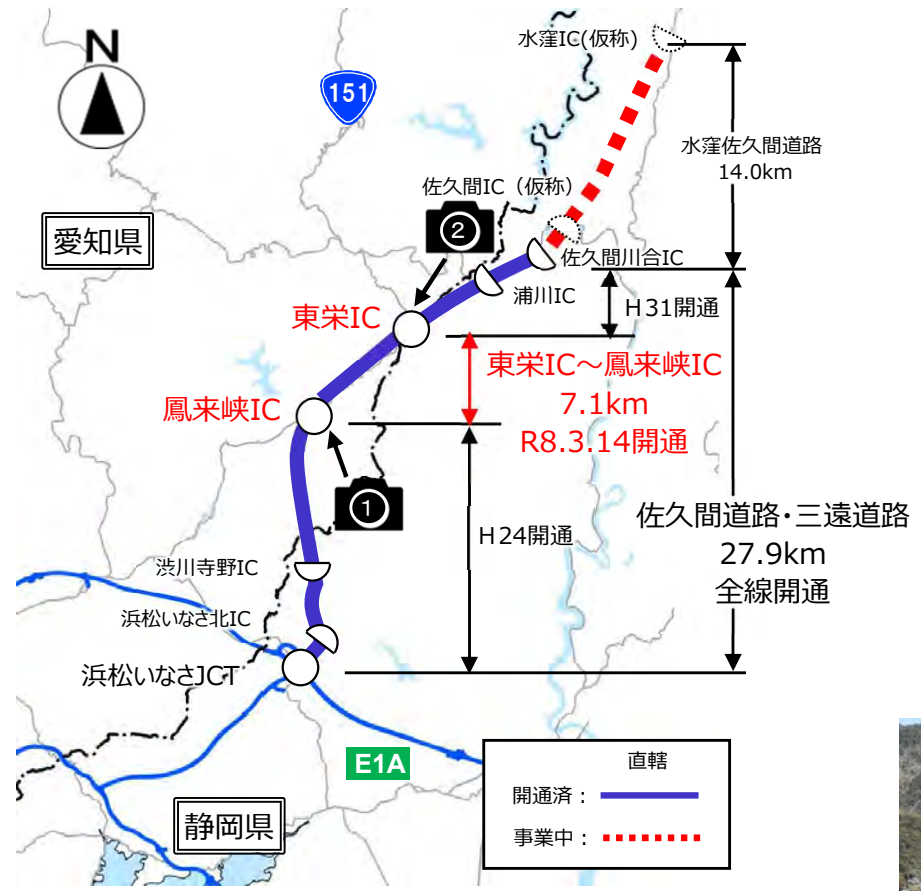 水窪IC(仮称)
N
151
水窪佐久間道路
14.0km
佐久間IC（仮称）
②
愛知県
佐久間川合IC
浦川IC
H31開通
東栄IC
東栄IC～鳳来峡IC
7.1km
R8.3.14開通
鳳来峡IC
①
H24開通
佐久間道路・三遠道路
27.9km
全線開通
渋川寺野IC
浜松いなさ北IC
浜松いなさJCT
E1A
静岡県
直轄
開通済：
事業中：